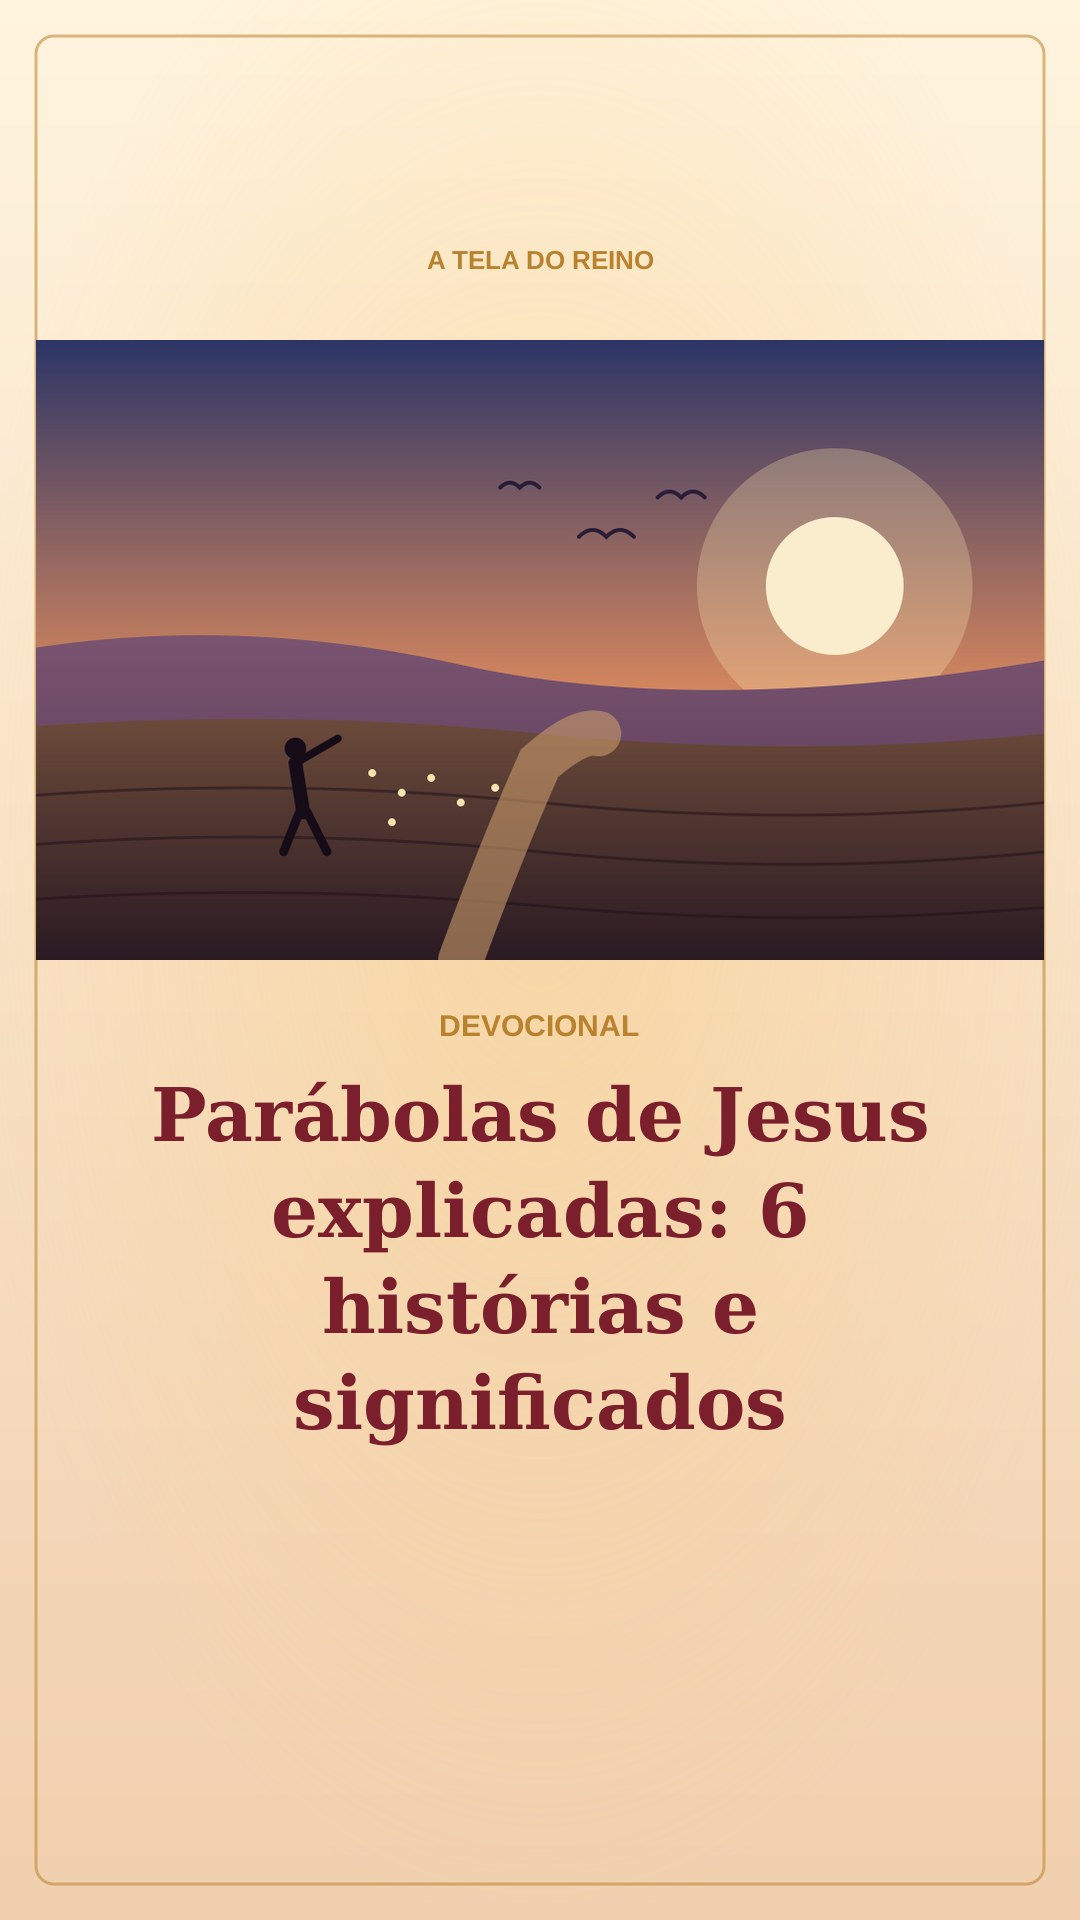 A TELA DO REINO
DEVOCIONAL
Parábolas de Jesus
explicadas: 6
histórias e
significados